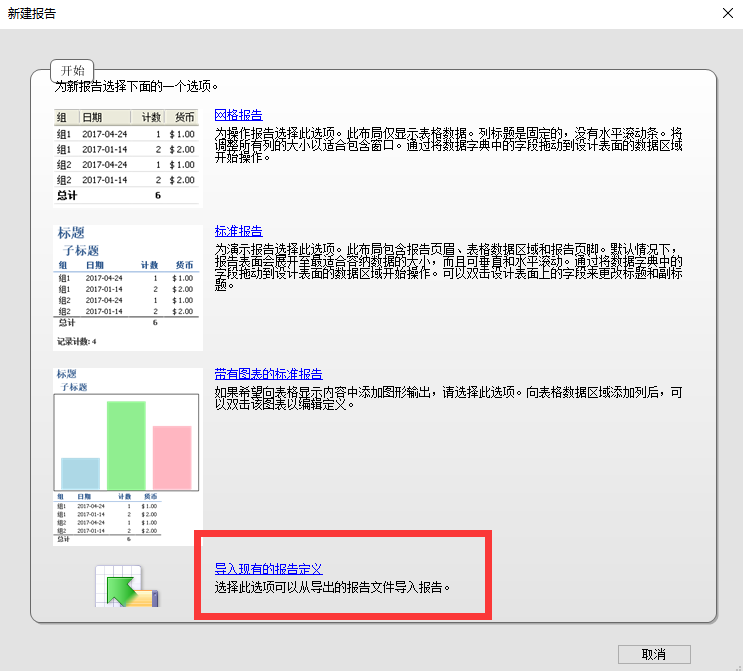 新建报告
开始
为新报告选择下面的一个选项。
组 日期 计数 货币
组1 2017-04-24 1 $ 1.00
组1 2017-01-14 2 $ 2.00
组2 2017-04-24 1 $ 1.00
组2 2017-01-14 2 $ 2.00
总计 6
网格报告
为操作报告选择此选项。此布局仅显示表格数据。列标题是固定的，没有水平滚动条。将
调整所有列的大小以适合包含窗口。通过将数据字典中的字段拖动到设计表面的数据区域
开始操作。
标题
子标题
组 日期 计数 货币
组1 2017-04-24 1 $ 1.00
组1 2017-01-14 2 $ 2.00
组2 2017-04-24 1 $ 1.00
组2 2017-01-14 2 $ 2.00
总计 6
记录计数: 4
标准报告
为演示报告选择此选项。此布局包含报告页眉、表格数据区域和报告页脚。默认情况下，
报告表面会展开至最适合容纳数据的大小，而且可垂直和水平滚动。通过将数据字典中的
字段拖动到设计表面的数据区域开始操作。可以双击设计表面上的字段来更改标题和副标
题。
标题
子标题
组 日期 计数 货币
组1 2017-04-24 1 $ 1.00
组1 2017-01-14 2 $ 2.00
组2 2017-04-24 1 $ 1.00
组2 2017-01-14 2 $ 2.00
总计 6
带有图表的标准报告
如果希望向表格显示内容中添加图形输出，请选择此选项。向表格数据区域添加列后，可
以双击该图表以编辑定义。
导入现有的报告定义
选择此选项可以从导出的报告文件导入报告。
取消